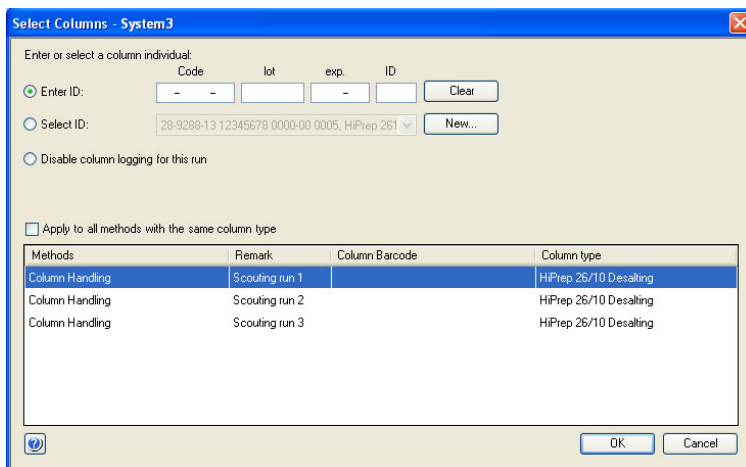 Select Columns - System3
Enter or select a column individual:
Code lot exp. ID
Enter ID: - - - Clear
Select ID: 28-9288-13 12345678 0000-00 0005, HiPrep 261 New...
Disable column logging for this run
Apply to all methods with the same column type
Methods Remark Column Barcode Column type
Column Handling Scouting run 1 HiPrep 26/10 Desalting
Column Handling Scouting run 2 HiPrep 26/10 Desalting
Column Handling Scouting run 3 HiPrep 26/10 Desalting
? OK Cancel